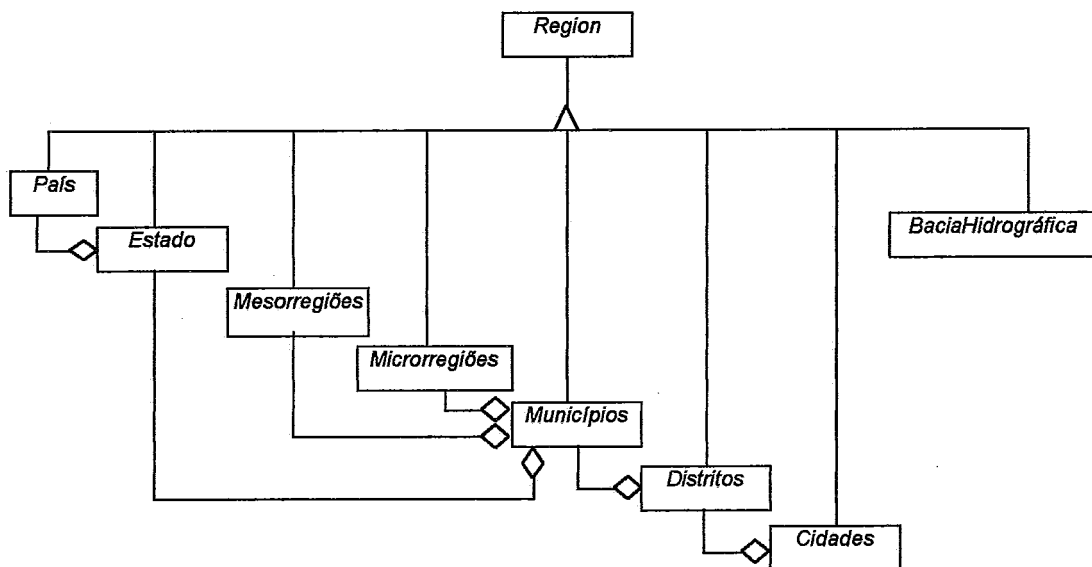 Region
País
Estado
BaciaHidrográfica
Mesorregiões
Microrregiões
Municípios
Distritos
Cidades